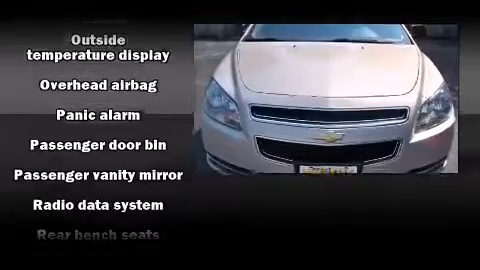 Outside
temperature display
Overhead airbag
Panic alarm
Passenger door bin
Passenger vanity mirror
Radio data system
Rear bench seats